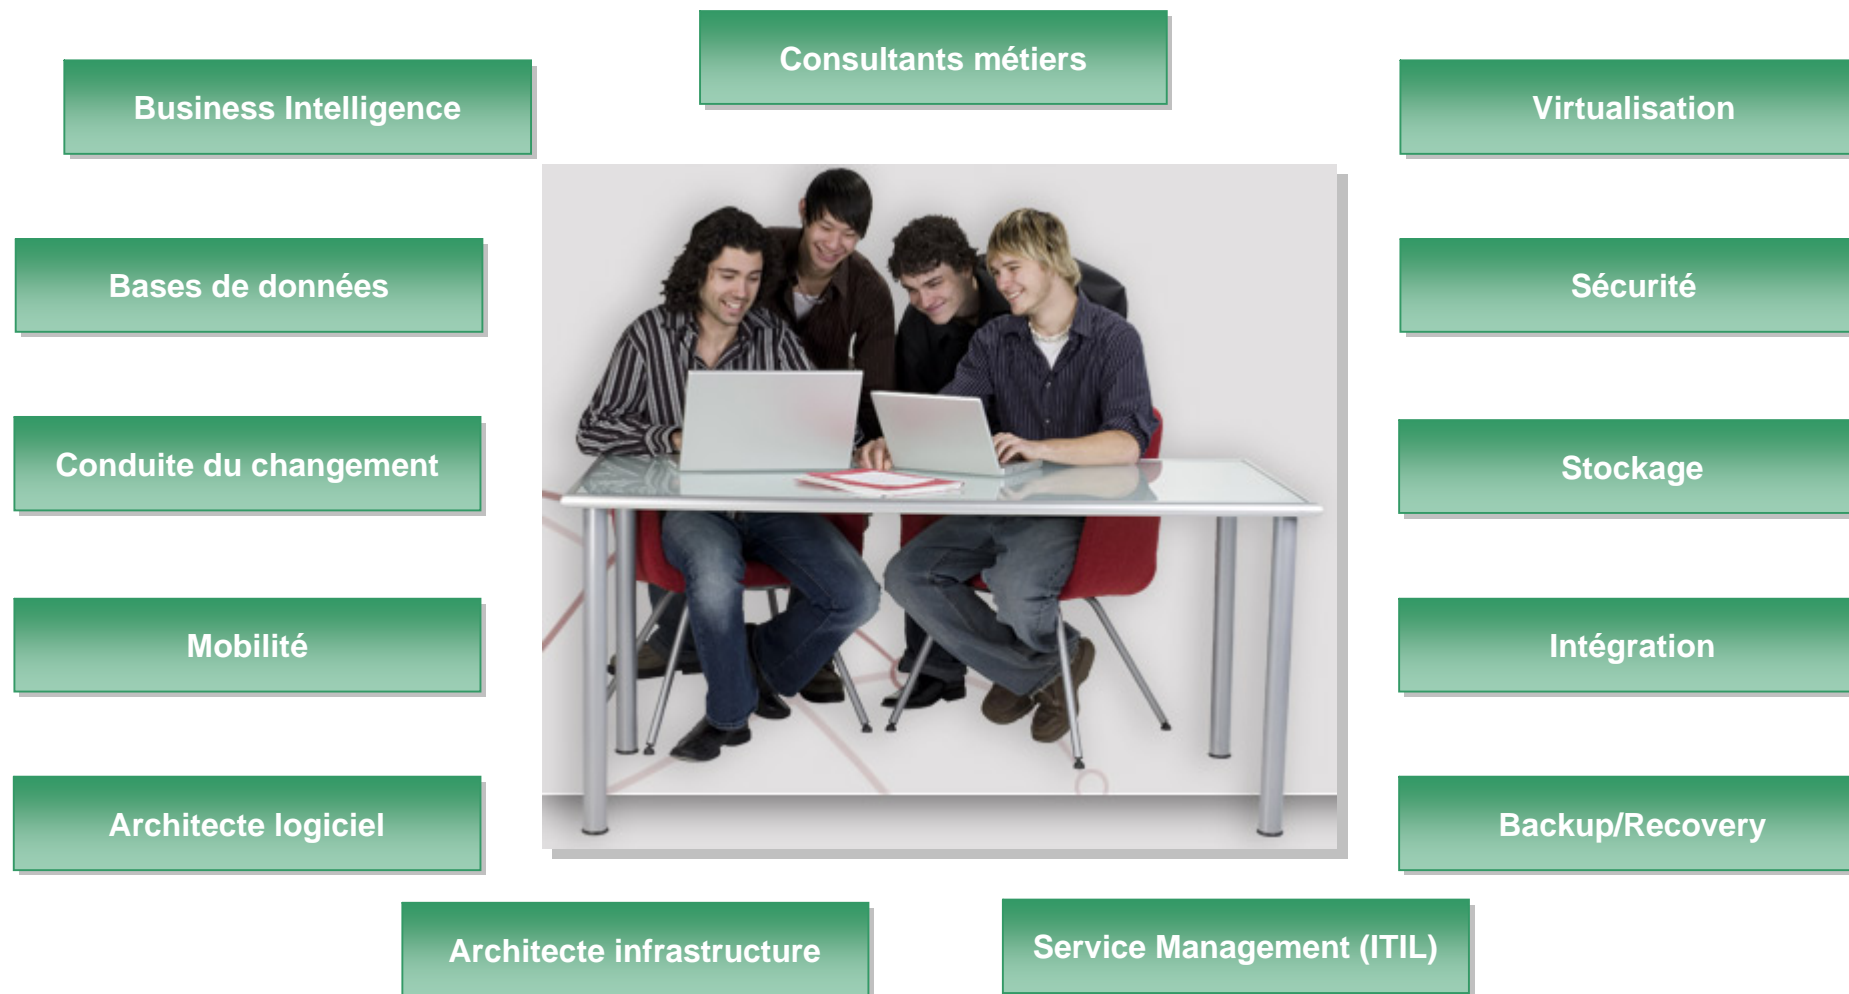 Consultants métiers
Business Intelligence
Virtualisation
Bases de données
Sécurité
Conduite du changement
Stockage
Mobilité
Intégration
Architecte logiciel
Backup/Recovery
Architecte infrastructure
Service Management (ITIL)